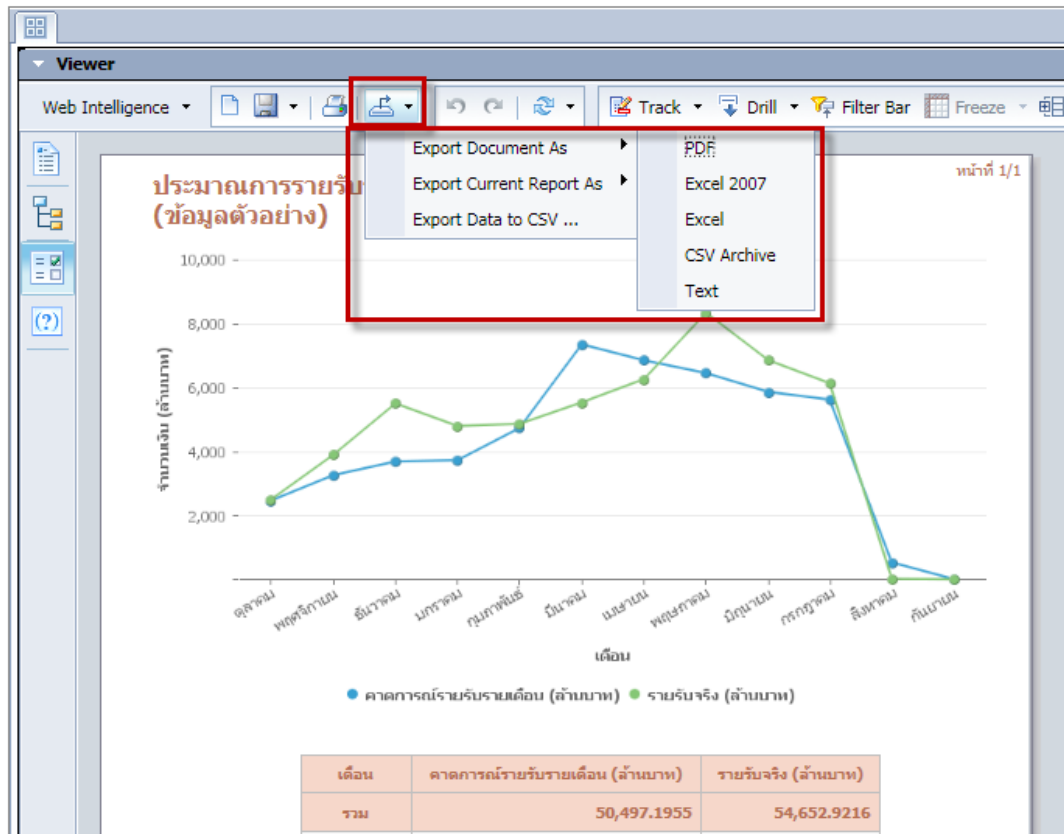 Viewer
Web Intelligence Track Drill Filter Bar Freeze
Export Document As
Export Current Report As
Export Data to CSV ...
PDF
Excel 2007
Excel
CSV Archive
Text
หน้าที่ 1/1
ประมาณการรายรับ
(ข้อมูลตัวอย่าง)
10,000
8,000
6,000
4,000
2,000
จำนวนเงิน (ล้านบาท)
ตุลาคม พฤศจิกายน ธันวาคม มกราคม กุมภาพันธ์ มีนาคม เมษายน พฤษภาคม มิถุนายน กรกฎาคม สิงหาคม กันยายน
เดือน
คาดการณ์รายรับรายเดือน (ล้านบาท) รายรับจริง (ล้านบาท)
เดือน คาดการณ์รายรับรายเดือน (ล้านบาท) รายรับจริง (ล้านบาท)
รวม 50,497.1955 54,652.9216
(?)